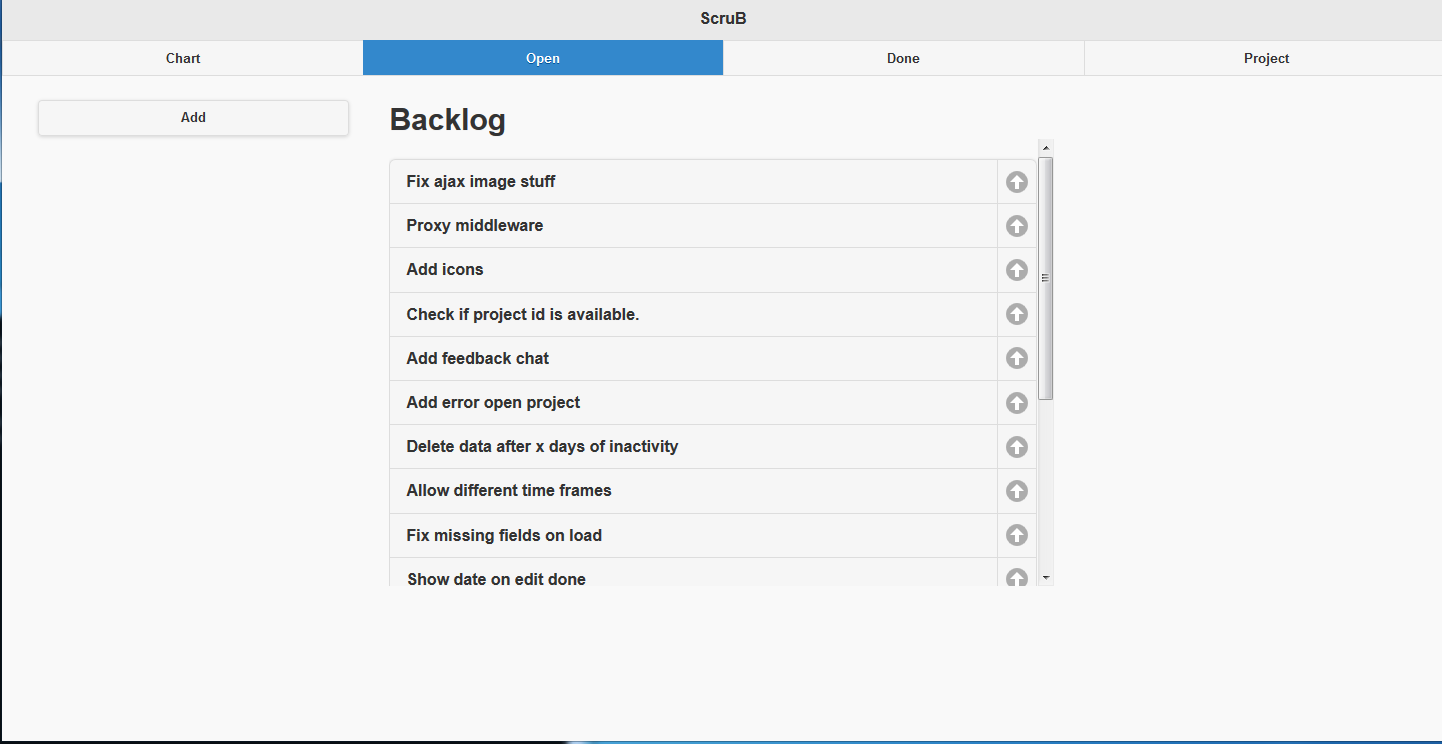 ScruB
Chart
Open
Done
Project
Add
Backlog
Fix ajax image stuff
Proxy middleware
Add icons
Check if project id is available.
Add feedback chat
Add error open project
Delete data after x days of inactivity
Allow different time frames
Fix missing fields on load
Show date on edit done